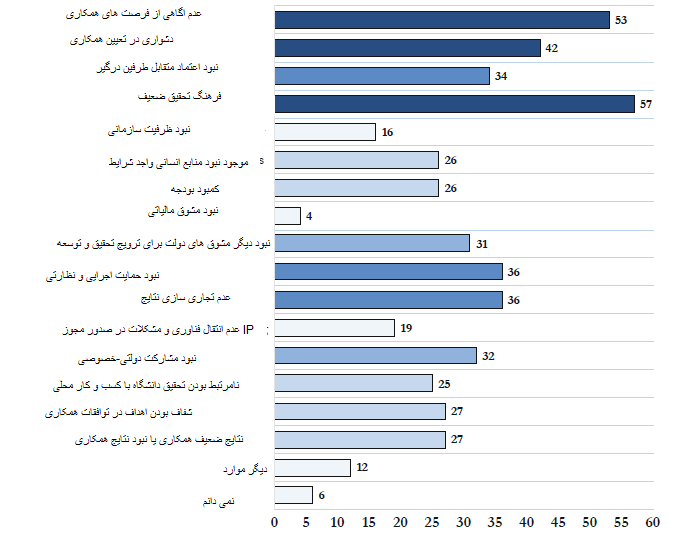 عدم آگاهی از فرصت های همکاری 53
دشواری در تعیین همکاری 42
نبود اعتماد متقابل طرفین درگیر 34
فرهنگ تحقیق ضعیف 57
نبود ظرفیت سازمانی 16
موجود نبود منابع انسانی واجد شرایط s 26
کمبود بودجه 26
نبود مشوق مالیاتی 4
نبود دیگر مشوق های دولت برای ترویج تحقیق و توسعه 31
نبود حمایت اجرایی و نظارتی 36
عدم تجاری سازی نتایج 36
عدم انتقال فناوری و مشکلات در صدور مجوز IP ; 19
نبود مشارکت دولتی-خصوصی 32
نامرتبط بودن تحقیق دانشگاه با کسب و کار محلی 25
شفاف بودن اهداف در توافقات همکاری 27
نتایج ضعیف همکاری یا نبود نتایج همکاری 27
دیگر موارد 12
نمی دانم 6
0 5 10 15 20 25 30 35 40 45 50 55 60